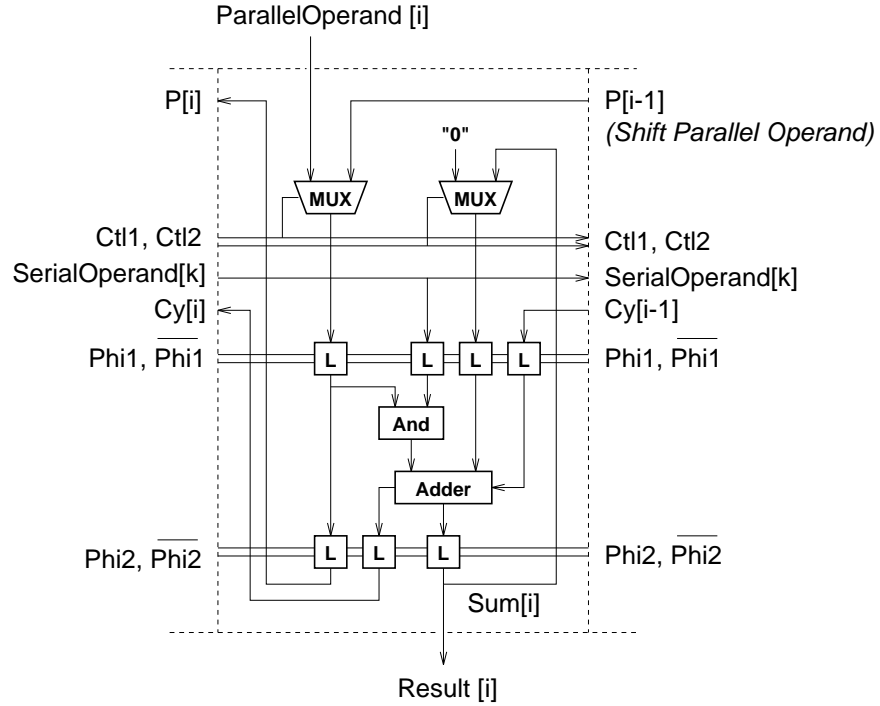 ParallelOperand [i]
P[i]
P[i-1]
(Shift Parallel Operand)
"0"
MUX
MUX
Ctl1, Ctl2
Ctl1, Ctl2
SerialOperand[k]
SerialOperand[k]
Cy[i]
Cy[i-1]
Phi1, Phi1
L
L
L
L
Phi1, Phi1
And
Adder
Phi2, Phi2
L
L
L
Phi2, Phi2
Sum[i]
Result [i]